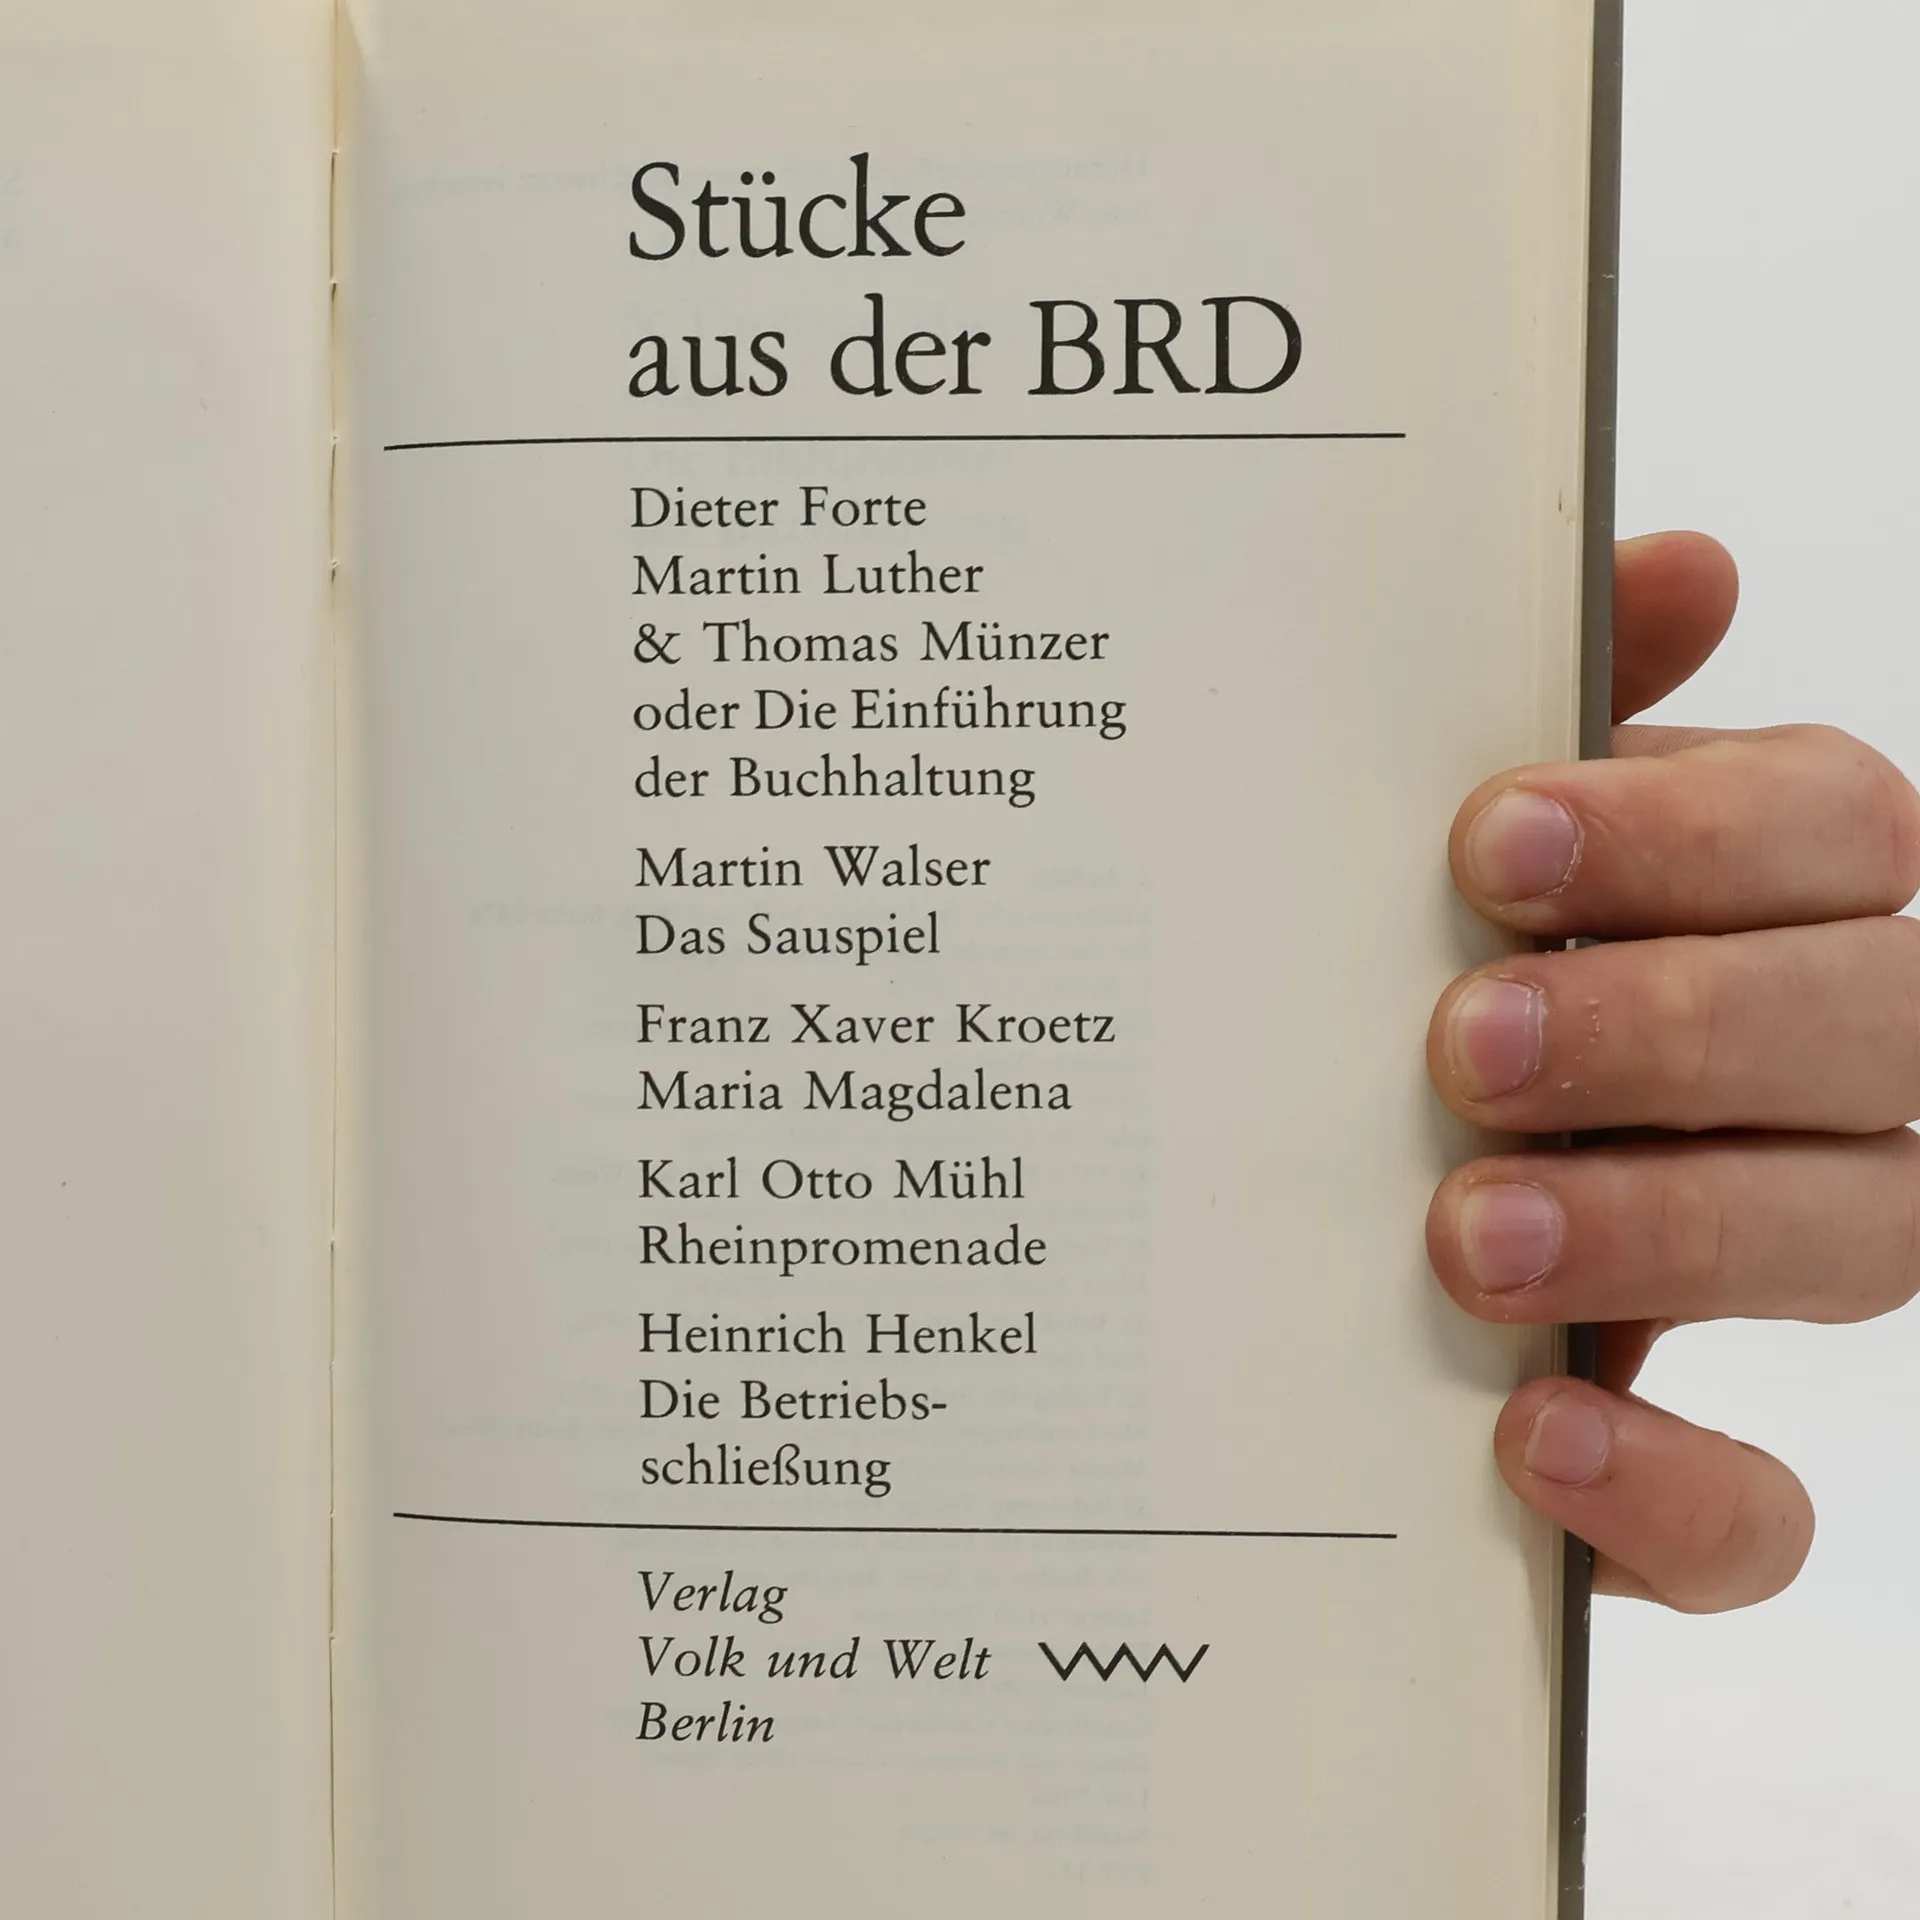 Stücke
aus der BRD
Dieter Forte
Martin Luther
& Thomas Münzer
oder Die Einführung
der Buchhaltung
Martin Walser
Das Sauspiel
Franz Xaver Kroetz
Maria Magdalena
Karl Otto Mühl
Rheinpromenade
Heinrich Henkel
Die Betriebs-
schließung
Verlag
Volk und Welt
Berlin